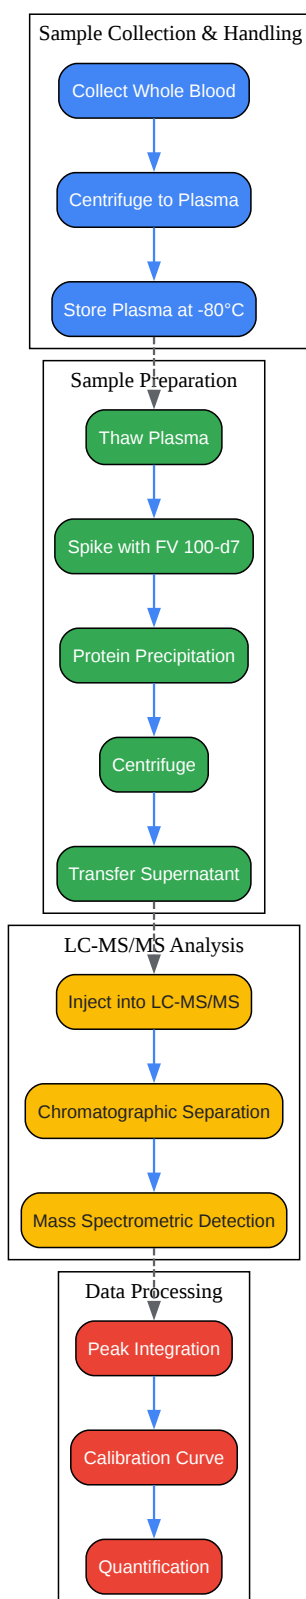 Sample Collection & Handling
Collect Whole Blood
Centrifuge to Plasma
Store Plasma at -80°C
Sample Preparation
Thaw Plasma
Spike with FV 100-d7
Protein Precipitation
Centrifuge
Transfer Supernatant
LC-MS/MS Analysis
Inject into LC-MS/MS
Chromatographic Separation
Mass Spectrometric Detection
Data Processing
Peak Integration
Calibration Curve
Quantification